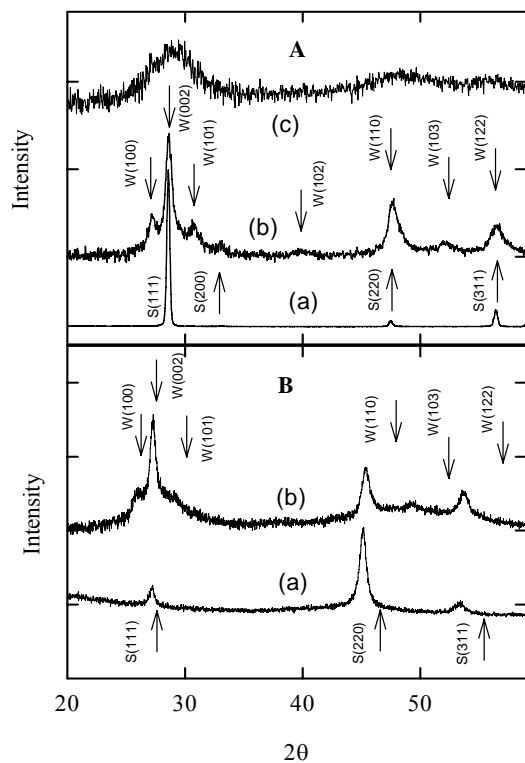 A
W(002)
W(100)
W(101)
W(102)
W(110)
W(103)
W(122)
(c)
(b)
S(111)
S(200)
(a)
S(220)
S(311)
Intensity
B
W(100)
W(002)
W(101)
W(110)
W(103)
W(122)
(b)
(a)
S(111)
S(220)
S(311)
Intensity
20 30 40 50
2θ